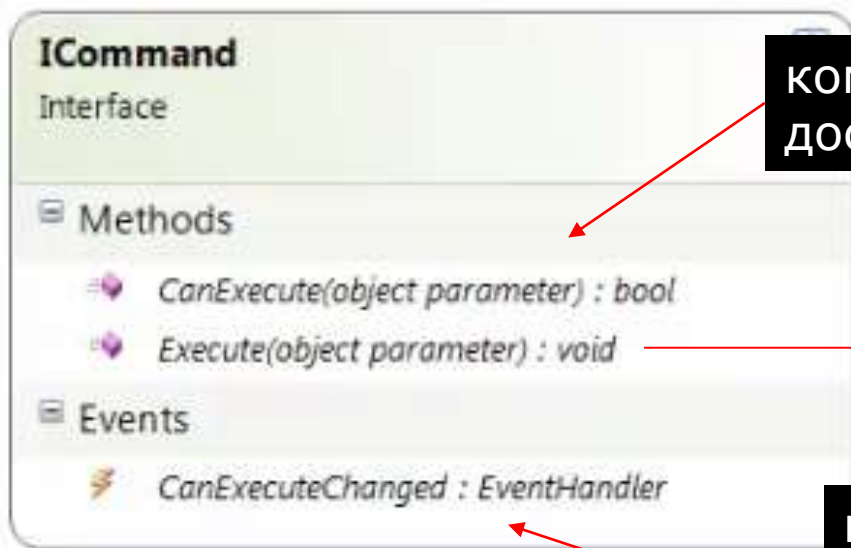 ICommand
Interface
Methods
CanExecute(object parameter) : bool
Execute(object parameter) : void
Events
CanExecuteChanged : EventHandler